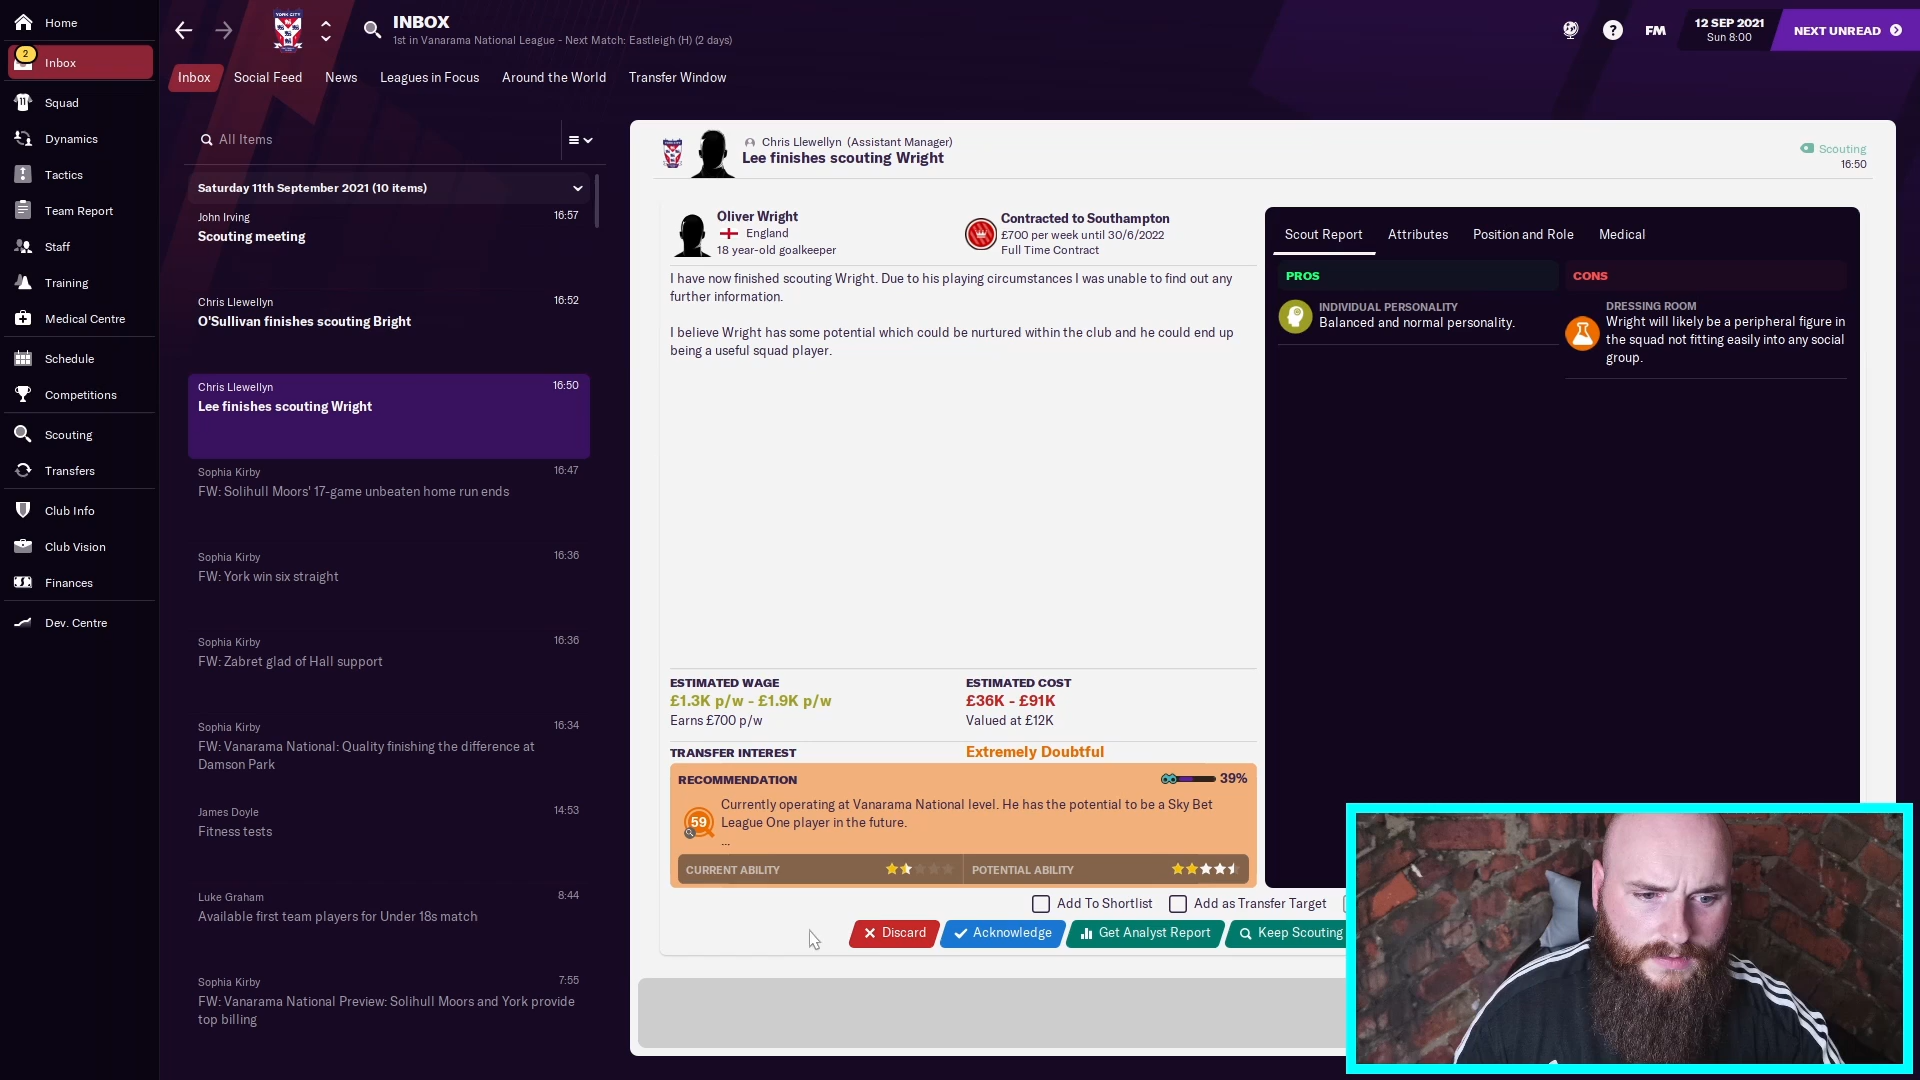 Home
Inbox
2
Squad
Dynamics
Tactics
Team Report
Staff
Training
Medical Centre
Schedule
Competitions
Scouting
Transfers
Club Info
Club Vision
Finances
Dev. Centre
INBOX
1st in Vanarama National League - Next Match: Eastleigh (H) (2 days)
FM
12 SEP 2021
Sun 8:00
NEXT UNREAD
Inbox
Social Feed
News
Leagues in Focus
Around the World
Transfer Window
All Items
Saturday 11th September 2021 (10 items)
John Irving 16:57
Scouting meeting
Chris Llewellyn 16:52
O'Sullivan finishes scouting Bright
Chris Llewellyn 16:50
Lee finishes scouting Wright
Sophia Kirby 16:47
FW: Solihull Moors' 17-game unbeaten home run ends
Sophia Kirby 16:36
FW: York win six straight
Sophia Kirby 16:36
FW: Zabret glad of Hall support
Sophia Kirby 16:34
FW: Vanarama National: Quality finishing the difference at
Damson Park
James Doyle 14:53
Fitness tests
Luke Graham 8:44
Available first team players for Under 18s match
Sophia Kirby 7:55
FW: Vanarama National Preview: Solihull Moors and York provide
top billing
Chris Llewellyn (Assistant Manager)
Lee finishes scouting Wright
Scouting
16:50
Oliver Wright
England
18 year-old goalkeeper
Contracted to Southampton
£700 per week until 30/6/2022
Full Time Contract
I have now finished scouting Wright. Due to his playing circumstances I was unable to find out any
further information.
I believe Wright has some potential which could be nurtured within the club and he could end up
being a useful squad player.
ESTIMATED WAGE
£1.3K p/w - £1.9K p/w
Earns £700 p/w
ESTIMATED COST
£36K - £91K
Valued at £12K
TRANSFER INTEREST
Extremely Doubtful
RECOMMENDATION
39%
59
Currently operating at Vanarama National level. He has the potential to be a Sky Bet
League One player in the future.
...
CURRENT ABILITY
POTENTIAL ABILITY
Add To Shortlist
Add as Transfer Target
Discard
Acknowledge
Get Analyst Report
Keep Scouting
Scout Report
Attributes
Position and Role
Medical
PROS
INDIVIDUAL PERSONALITY
Balanced and normal personality.
CONS
DRESSING ROOM
Wright will likely be a peripheral figure in
the squad not fitting easily into any social
group.